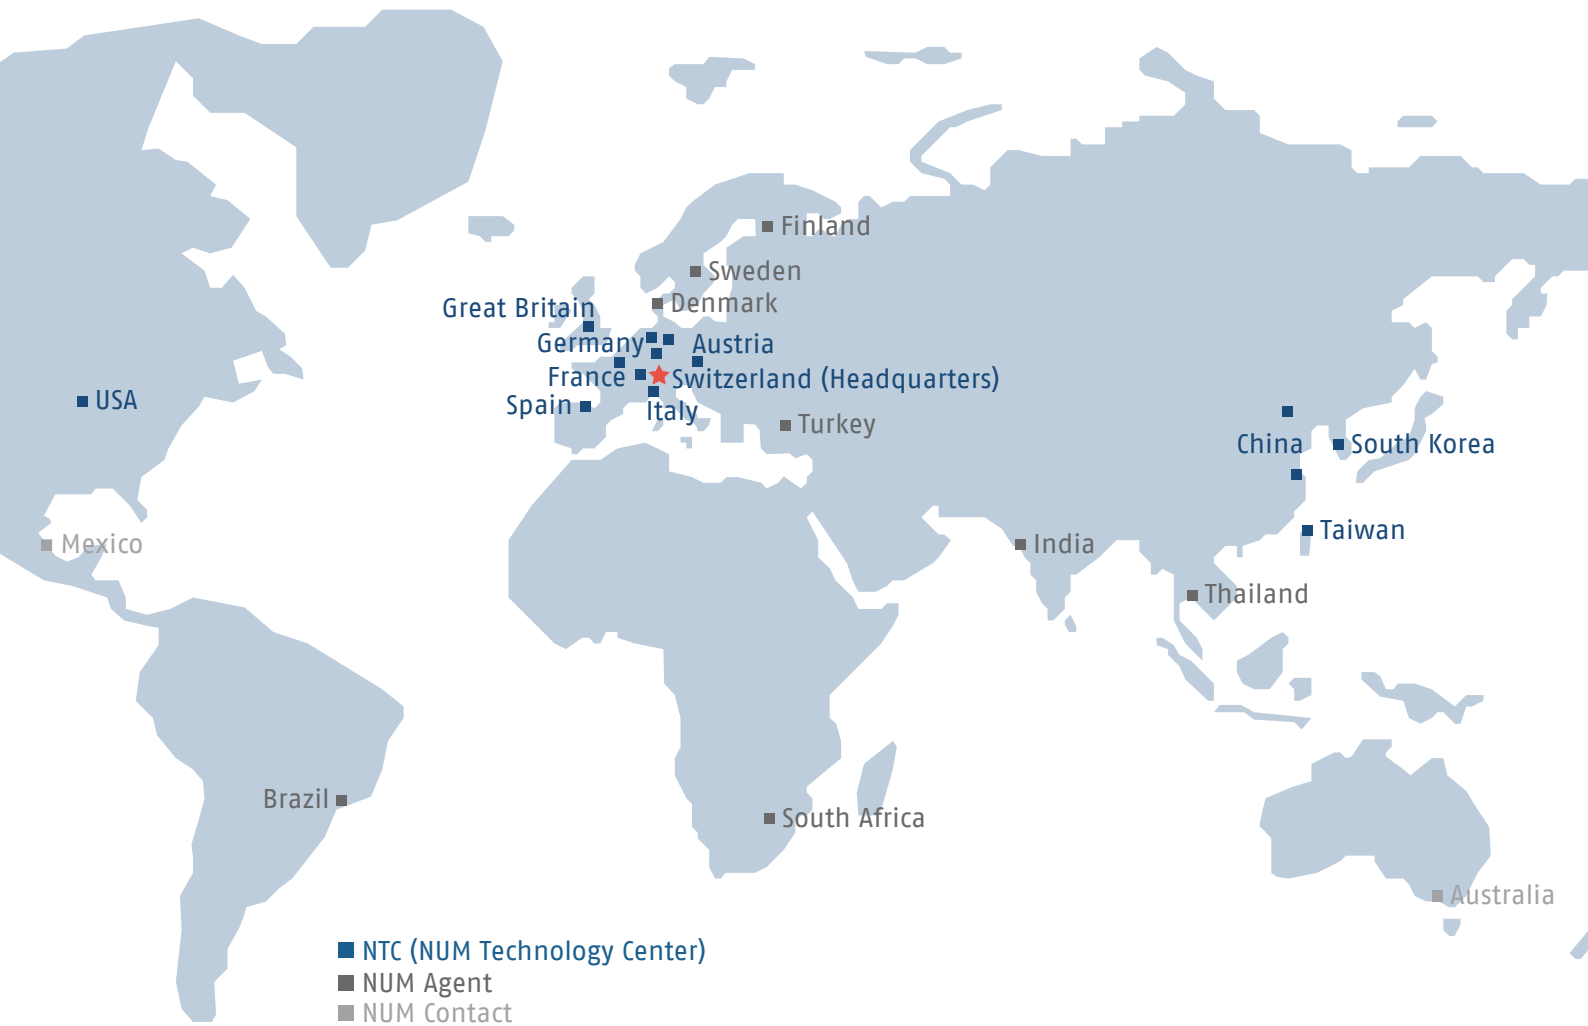 Finland
Sweden
Denmark
Great Britain
Germany
Austria
France
Switzerland (Headquarters)
USA
Spain
Italy
Turkey
China
South Korea
Taiwan
Mexico
India
Thailand
Brazil
South Africa
Australia
NTC (NUM Technology Center)
NUM Agent
NUM Contact